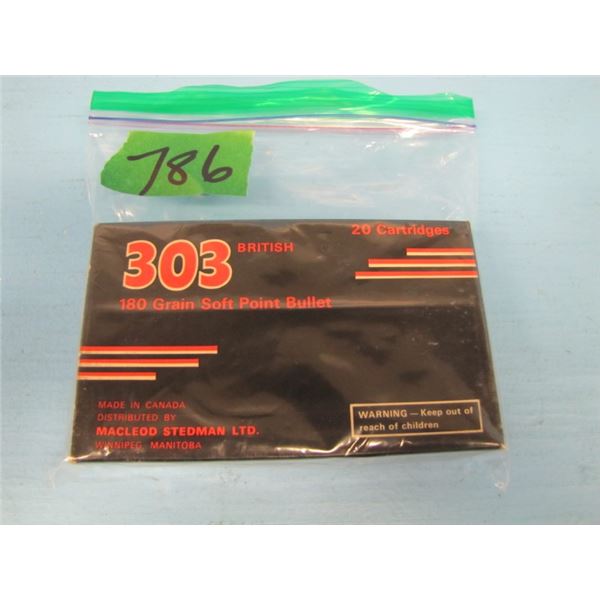 786
20 Cartridges
303 BRITISH
180 Grain Soft Point Bullet
MADE IN CANADA
DISTRIBUTED BY
MACLEOD STEDMAN LTD.
WINNIPEG, MANITOBA
WARNING — Keep out of
reach of children